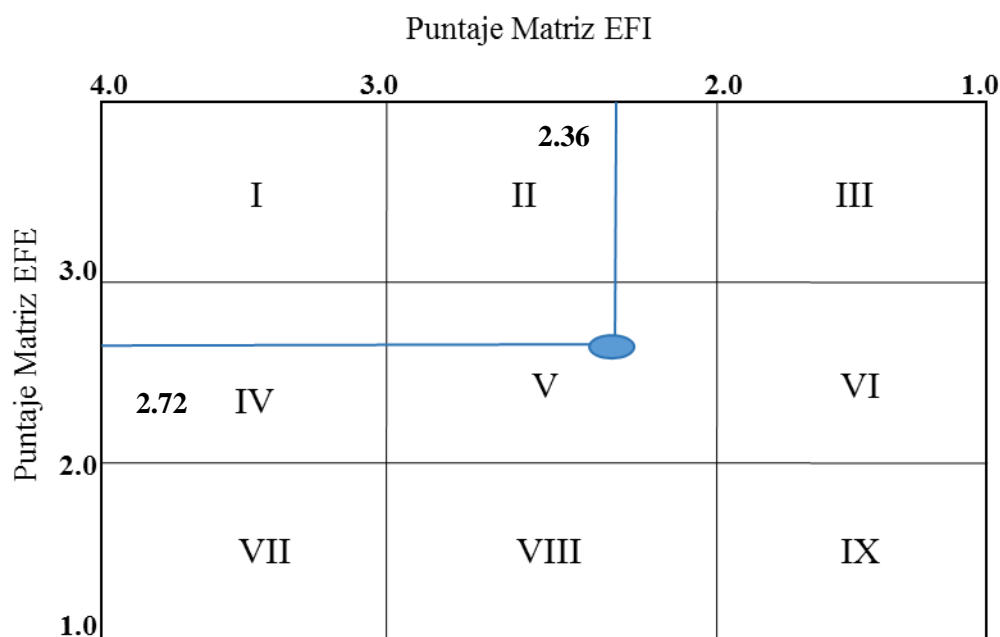 Puntaje Matriz EFI
4.0 3.0 2.0 1.0
2.36
I II III
Puntaje Matriz EFE
3.0
V VI
2.72 IV
2.0
VII VIII IX
1.0